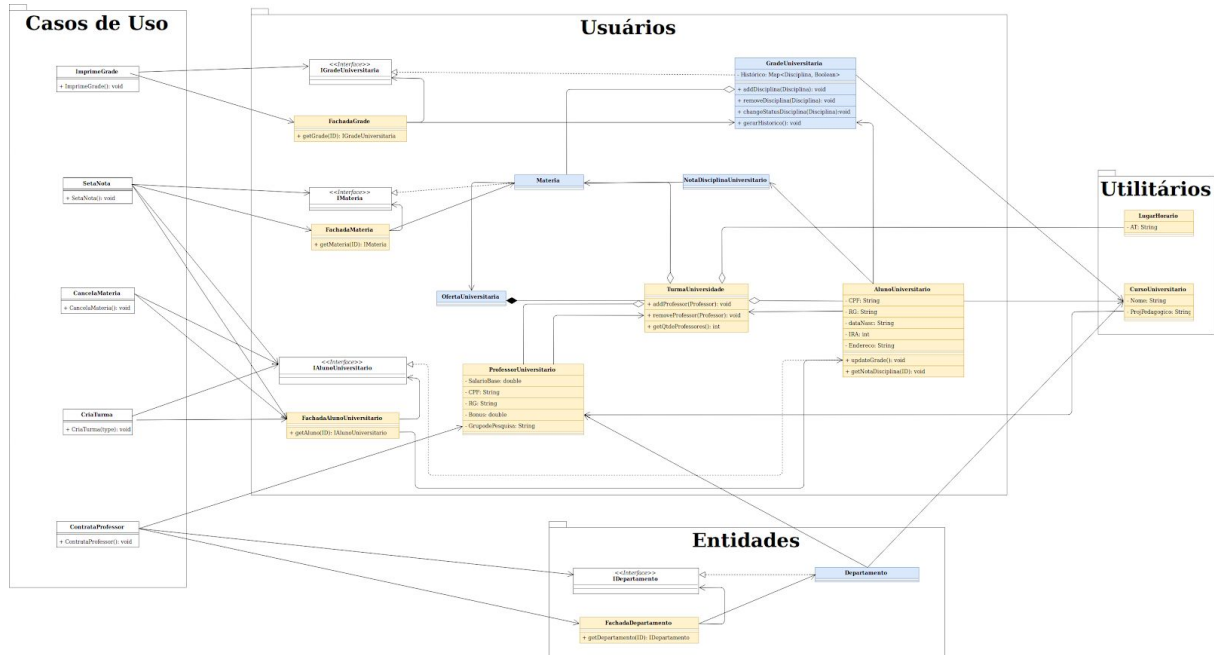 Casos de Uso
ImprimeGrade
+ ImprimeGrade(): void
SetaNota
+ SetaNota(): void
CancelaMateria
+ CancelaMateria(): void
CriaTurma
+ CriaTurma(type): void
ContrataProfessor
+ ContrataProfessor(): void
Usuários
<<Interface>>
IGradeUniversitaria
FachadaGrade
+ getGrade(ID): IGradeUniversitaria
GradeUniversitaria
- Histórico: Map<Disciplina, Boolean>
+ addDisciplina(Disciplina): void
+ removeDisciplina(Disciplina): void
+ changeStatusDisciplina(Disciplina):void
+ gerarHistorico(): void
<<Interface>>
IMateria
FachadaMateria
+ getMateria(ID): IMateria
Materia
NotaDisciplinaUniversitario
OfertaUniversitaria
TurmaUniversidade
+ addProfessor(Professor): void
+ removeProfessor(Professor): void
+ getQtdeProfessores(): int
AlunoUniversitario
- CPF: String
- RG: String
- dataNasc: String
- IRA: int
- Endereco: String
+ updateGrade(): void
+ getNotaDisciplina(ID): void
<<Interface>>
IAlunoUniversitario
FachadaAlunoUniversitario
+ getAluno(ID): IAlunoUniversitario
ProfessorUniversitario
- SalarioBase: double
- CPF: String
- RG: String
- Bonus: double
- GrupodePesquisa: String
Utilitários
LugarHorario
- AT: String
CursoUniversitario
- Nome: String
- ProjPedagogico: String
Entidades
<<Interface>>
IDepartamento
Departamento
FachadaDepartamento
+ getDepartamento(ID): IDepartamento